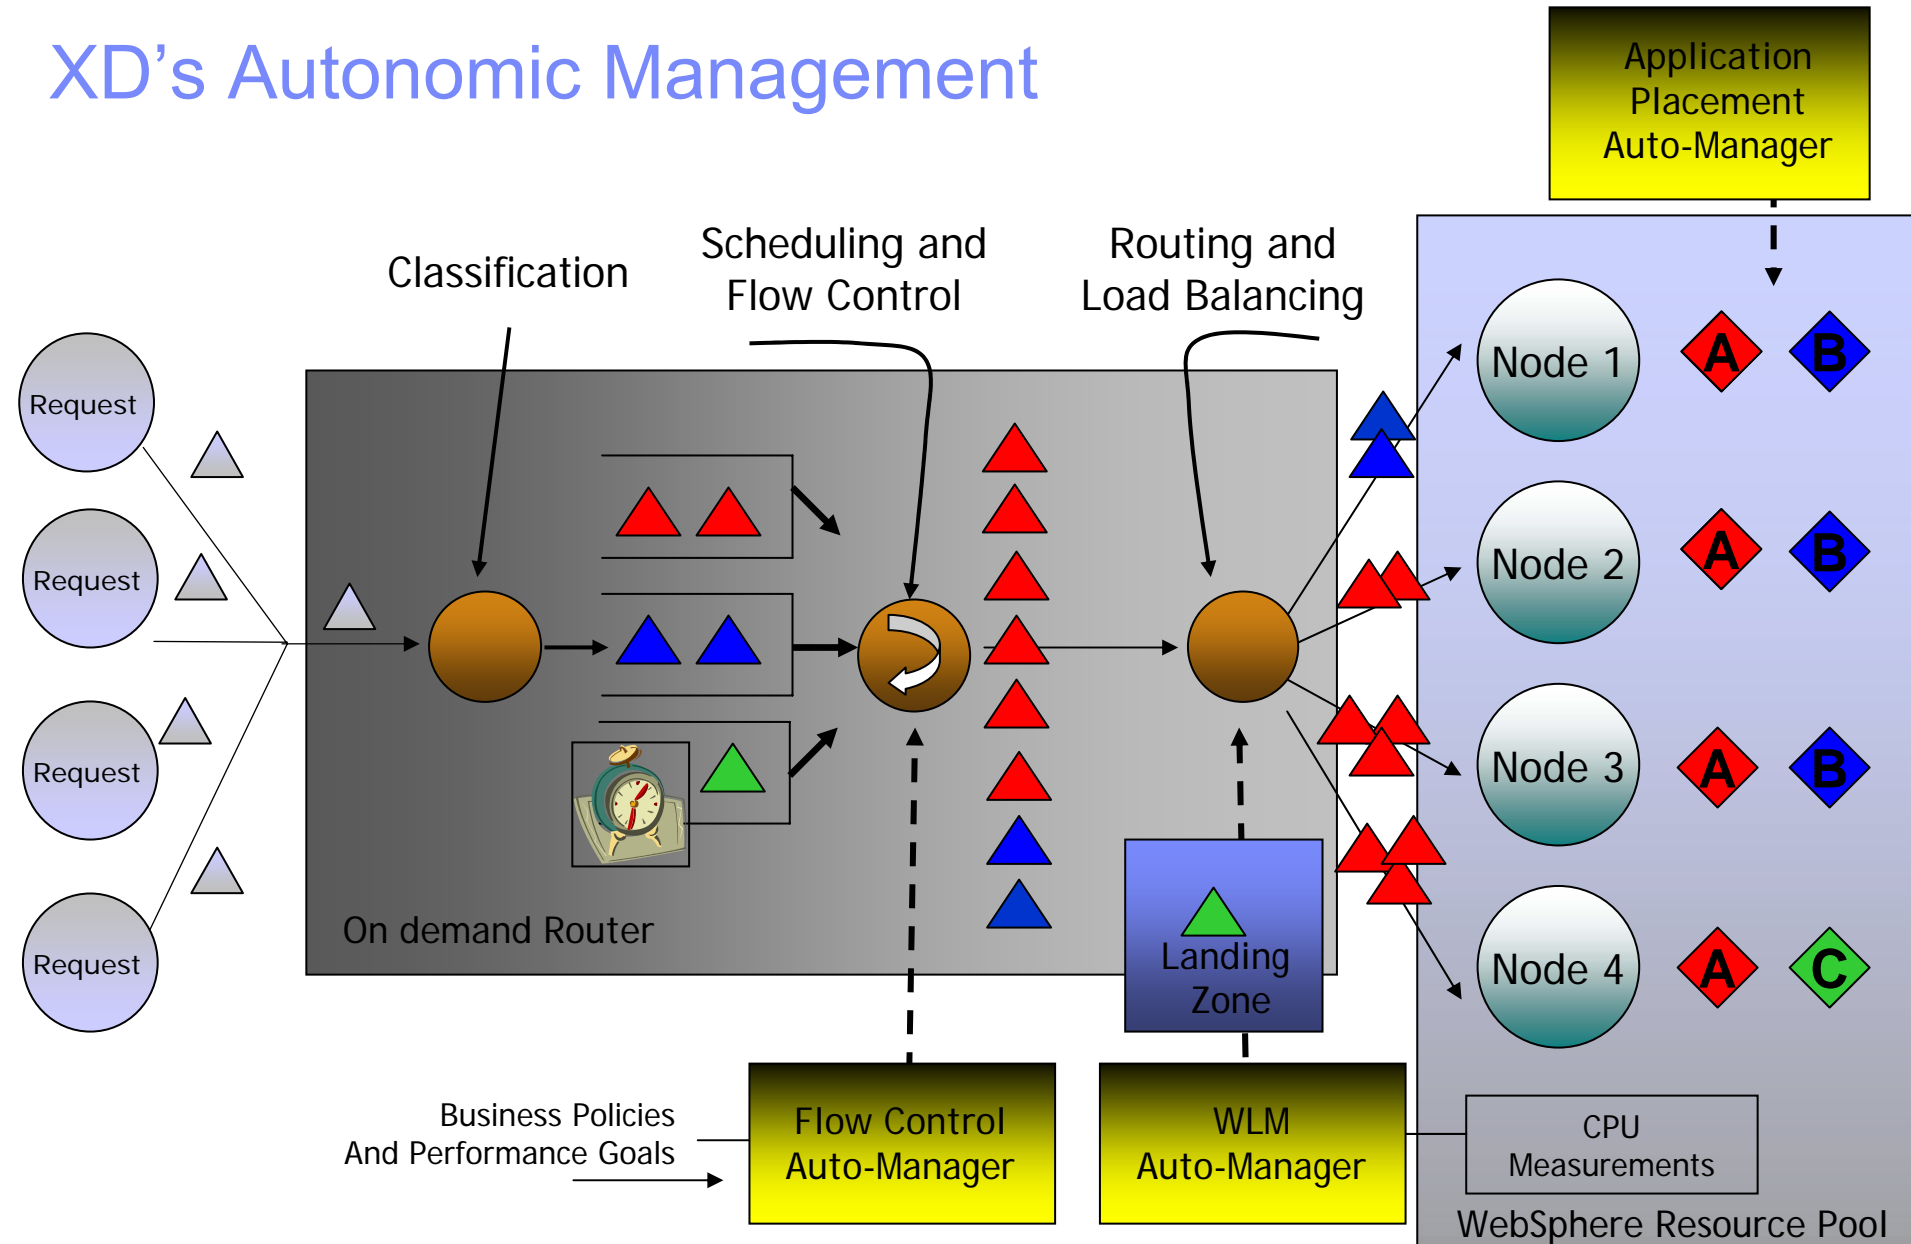 XD's Autonomic Management
Application
Placement
Auto-Manager
Classification
Scheduling and
Flow Control
Routing and
Load Balancing
Request
Request
Request
Request
On demand Router
Landing
Zone
Node 1
A
B
Node 2
A
B
Node 3
A
B
Node 4
A
C
Business Policies
And Performance Goals
Flow Control
Auto-Manager
WLM
Auto-Manager
CPU
Measurements
WebSphere Resource Pool